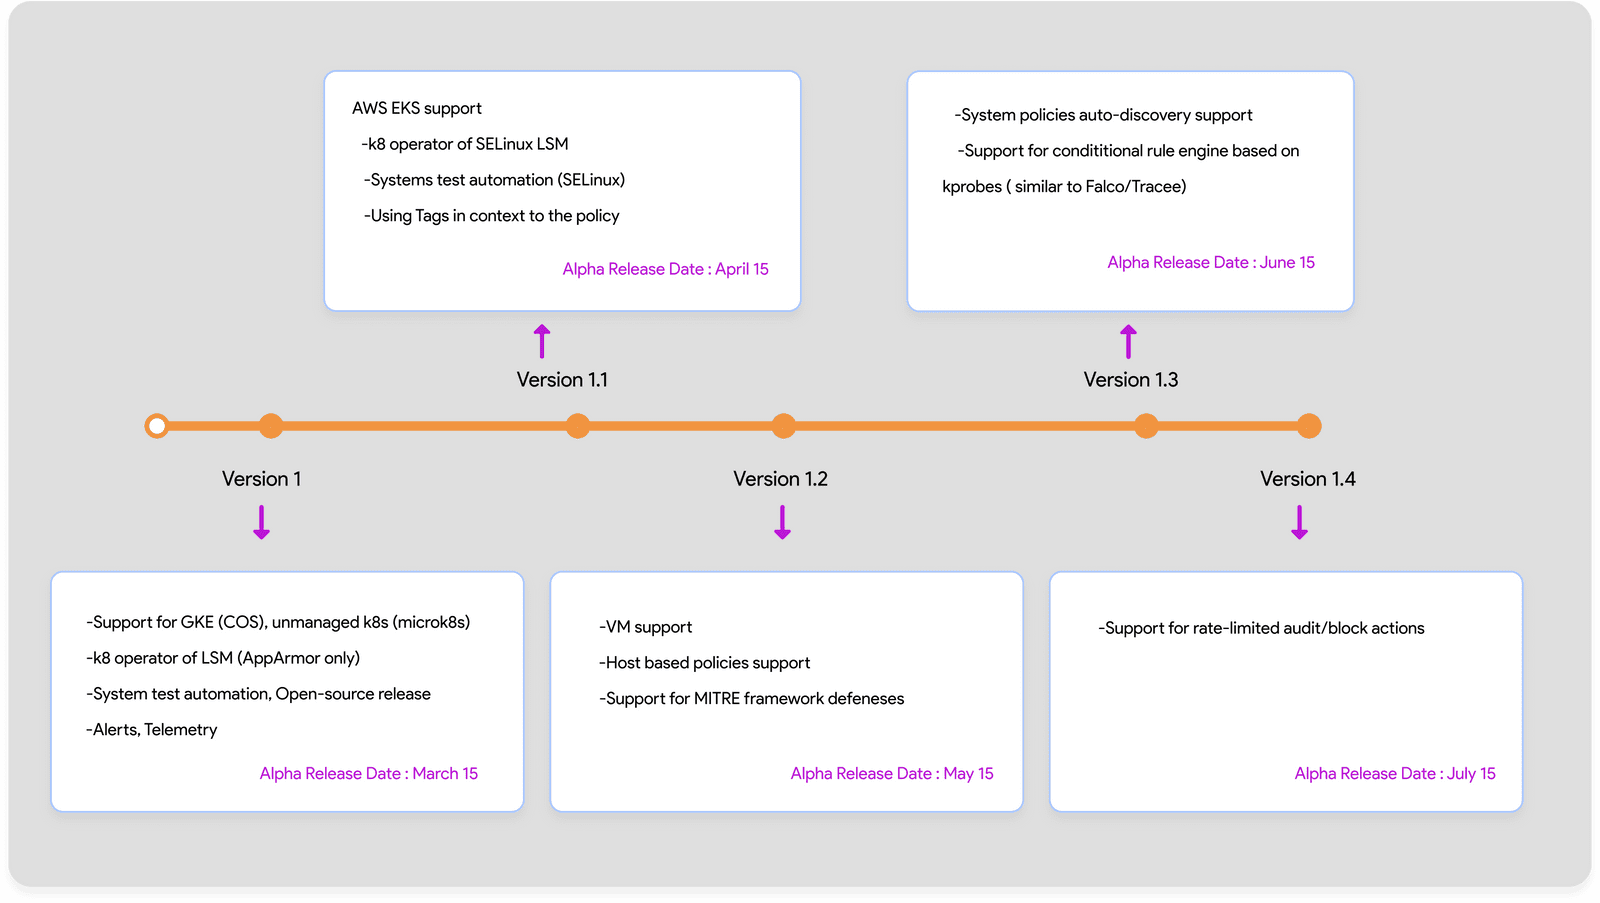 AWS EKS support
-k8 operator of SELinux LSM
-Systems test automation (SELinux)
-Using Tags in context to the policy
Alpha Release Date : April 15
-System policies auto-discovery support
-Support for condititional rule engine based on
kprobes ( similar to Falco/Tracee)
Alpha Release Date : June 15
Version 1.1
Version 1.3
Version 1
Version 1.2
Version 1.4
-Support for GKE (COS), unmanaged k8s (microk8s)
-k8 operator of LSM (AppArmor only)
-System test automation, Open-source release
-Alerts, Telemetry
Alpha Release Date : March 15
-VM support
-Host based policies support
-Support for MITRE framework defeneses
Alpha Release Date : May 15
-Support for rate-limited audit/block actions
Alpha Release Date : July 15